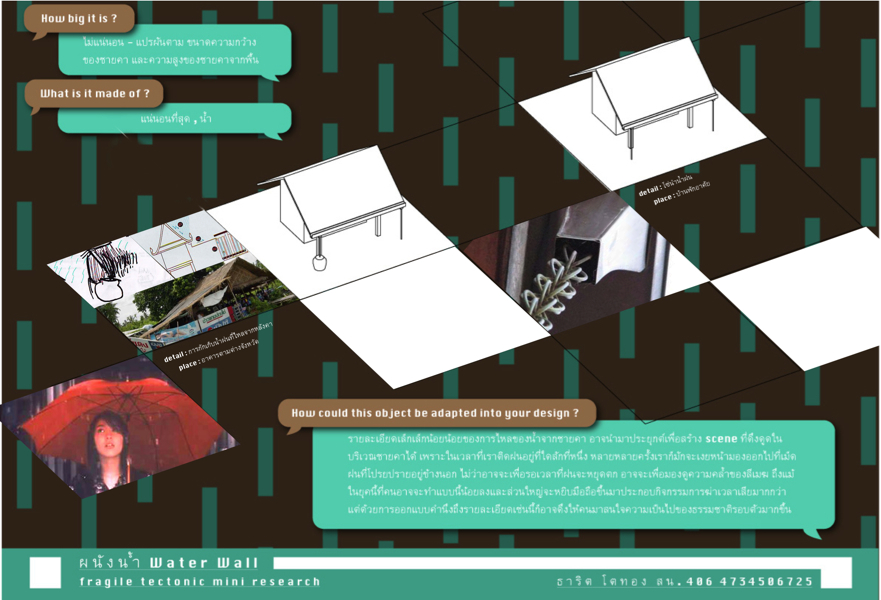 How big it is ?
ไม่แน่นอน - แปรผันตาม ขนาดความกว้าง
ของชายคา และความสูงของชายคาจากพื้น
What is it made of ?
แน่นอนที่สุด , น้ำ
detail : โซ่นำน้ำฝน
place : บ้านพักอาศัย
detail : การกักเก็บน้ำฝนที่ไหลจากหลังคา
place : อาคารตามต่างจังหวัด
How could this object be adapted into your design ?
รายละเอียดเล็กเล็กน้อยน้อยของการไหลของน้ำจากชายคา อาจนำมาประยุกต์เพื่อสร้าง scene ที่ดึงดูดใน
บริเวณชายคาได้ เพราะในเวลาที่เราติดฝนอยู่ที่ใดสักที่หนึ่ง หลายหลายครั้งเราก็มักจะเงยหน้ามองออกไปที่เม็ด
ฝนที่โปรยปรายอยู่ข้างนอก ไม่ว่าอาจจะเพื่อรอเวลาที่ฝนจะหยุดตก อาจจะเพื่อมองดูความคล้ำของสีเมฆ ถึงแม้
ในยุคนี้ที่คนอาจจะทำแบบนี้น้อยลงและส่วนใหญ่จะหยิบมือถือขึ้นมาประกอบกิจกรรมการฆ่าเวลาเสียมากกว่า
แต่ด้วยการออกแบบคำนึงถึงรายละเอียดเช่นนี้ก็อาจดึงให้คนมาสนใจความเป็นไปของธรรมชาติรอบตัวมากขึ้น
ผนังน้ำ Water Wall
fragile tectonic mini research
ธาริต โตทอง สน.406 4734506725